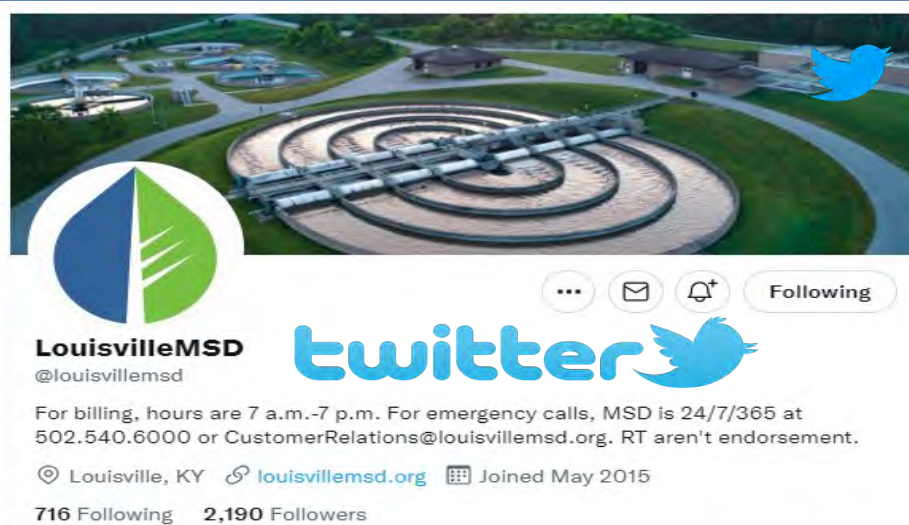 Following
LouisvilleMSD
twitter
@louisvillemsd
For billing, hours are 7 a.m.-7 p.m. For emergency calls, MSD is 24/7/365 at
502.540.6000 or CustomerRelations@louisvillemsd.org. RT aren't endorsement.
Louisville, KY louisvillemsd.org Joined May 2015
716 Following 2,190 Followers